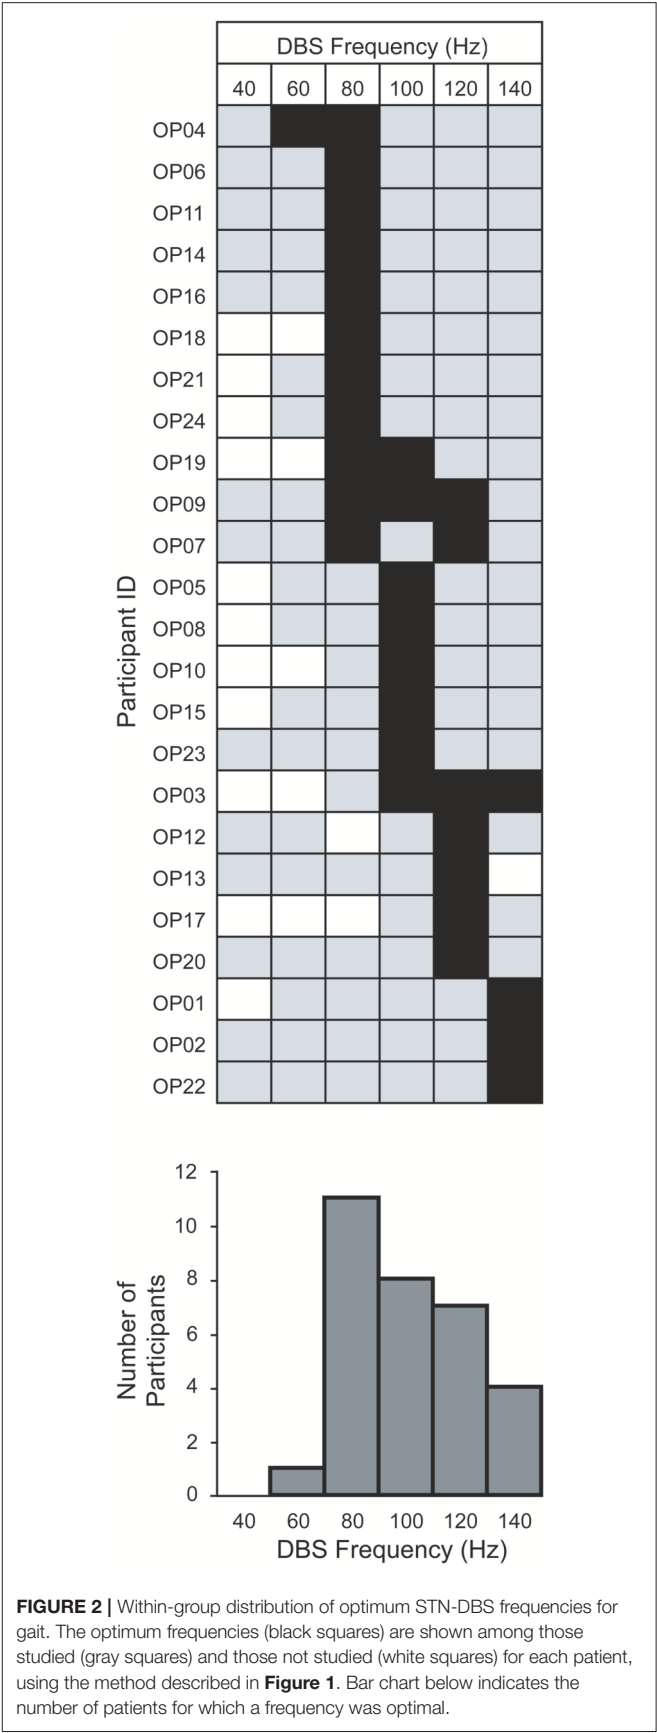 DBS Frequency (Hz)
40 60 80 100 120 140
Participant ID
OP04
OP06
OP11
OP14
OP16
OP18
OP21
OP24
OP19
OP09
OP07
OP05
OP08
OP10
OP15
OP23
OP03
OP12
OP13
OP17
OP20
OP01
OP02
OP22
Number of
Participants
12
10
8
6
4
2
0
40 60 80 100 120 140
DBS Frequency (Hz)
FIGURE 2 | Within-group distribution of optimum STN-DBS frequencies for
gait. The optimum frequencies (black squares) are shown among those
studied (gray squares) and those not studied (white squares) for each patient,
using the method described in Figure 1. Bar chart below indicates the
number of patients for which a frequency was optimal.